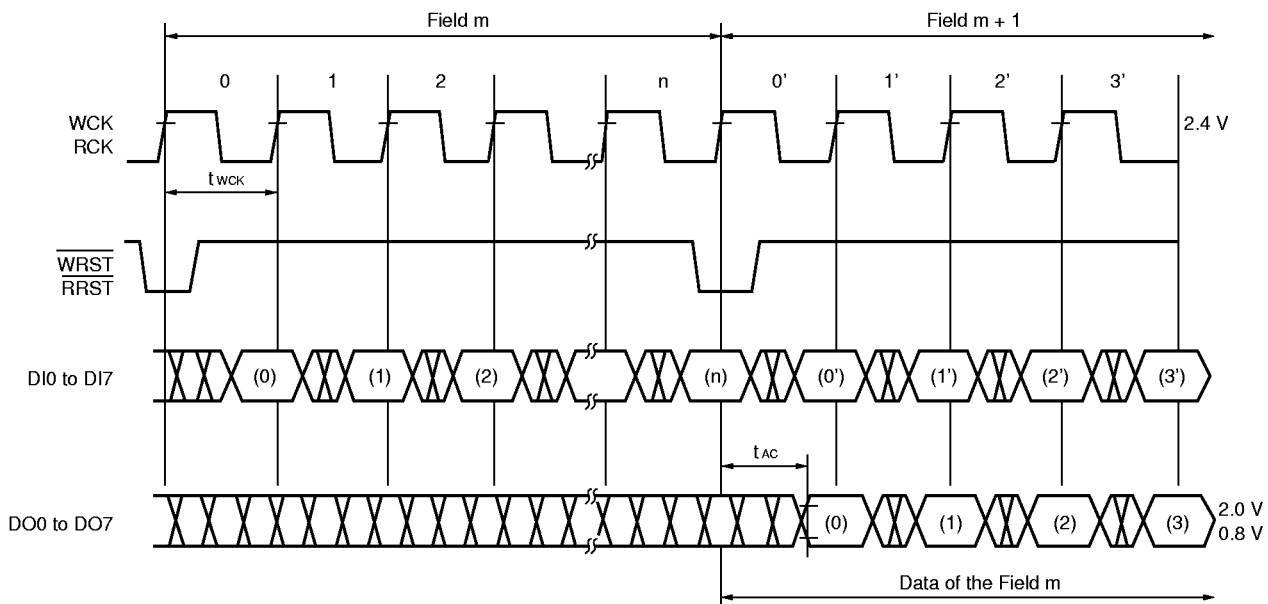 Field m Field m + 1
0 1 2 n 0' 1' 2' 3'
WCK
RCK
2.4 V
tWCK
WRST
RRST
DI0 to DI7 (0) (1) (2) (n) (0') (1') (2') (3')
tAC
DO0 to DO7 (0) (1) (2) (3)
2.0 V
0.8 V
Data of the Field m